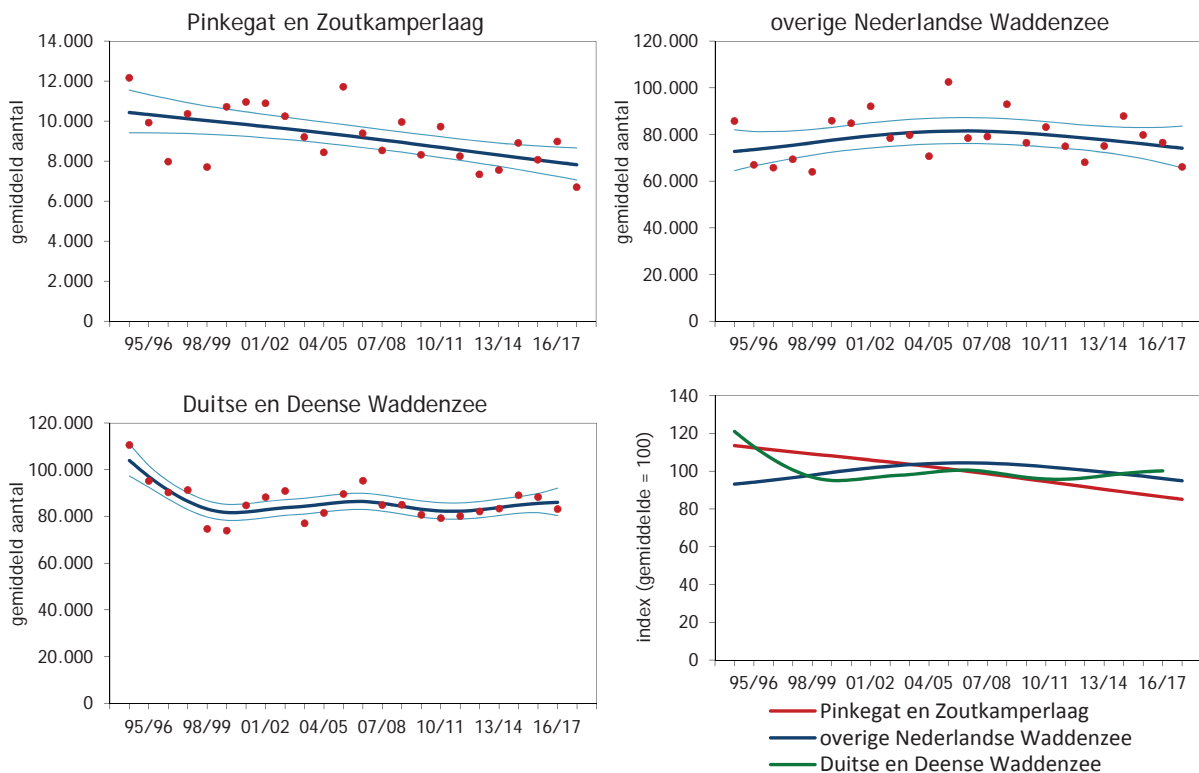 Pinkegat en Zoutkamperlaag
gemiddeld aantal
14.000
12.000
10.000
8.000
6.000
4.000
2.000
0
95/96 98/99 01/02 04/05 07/08 10/11 13/14 16/17
overige Nederlandse Waddenzee
gemiddeld aantal
120.000
100.000
80.000
60.000
40.000
20.000
0
95/96 98/99 01/02 04/05 07/08 10/11 13/14 16/17
Duitse en Deense Waddenzee
gemiddeld aantal
120.000
100.000
80.000
60.000
40.000
20.000
0
95/96 98/99 01/02 04/05 07/08 10/11 13/14 16/17
index (gemiddelde = 100)
140
120
100
80
60
40
20
0
95/96 98/99 01/02 04/05 07/08 10/11 13/14 16/17
Pinkegat en Zoutkamperlaag
overige Nederlandse Waddenzee
Duitse en Deense Waddenzee